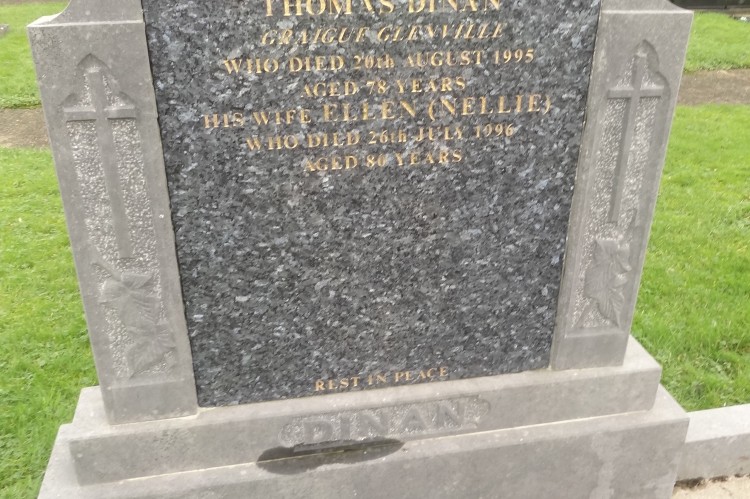 THOMAS DINAN
GRAIGUE GLENVILLE
WHO DIED 20th AUGUST 1995
AGED 78 YEARS
HIS WIFE ELLEN (NELLIE)
WHO DIED 26th JULY 1996
AGED 80 YEARS
REST IN PEACE
DINAN